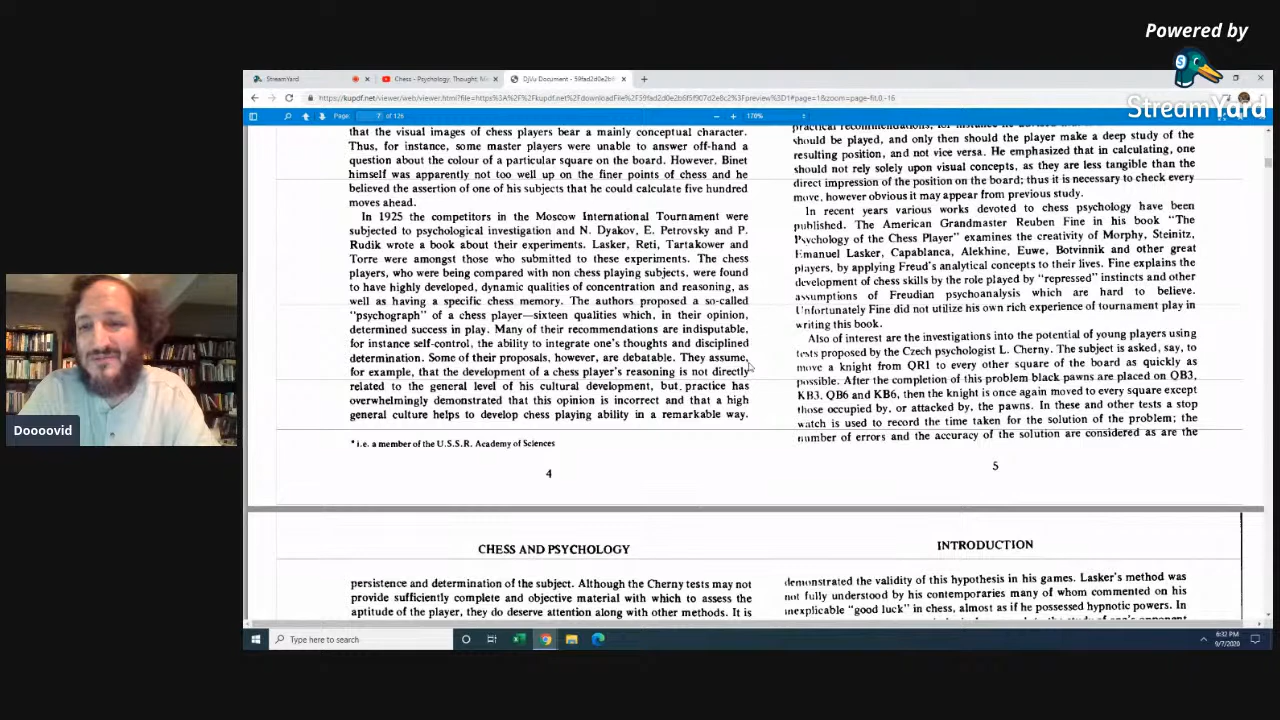 Powered by
StreamYard
StreamYard
Chess - Psychology, Thought,
DjVu Document - 59fad2d0e2b
Page:
7
of 126
170%
that the visual images of chess players bear a mainly conceptual character.
Thus, for instance, some master players were unable to answer off-hand a
question about the colour of a particular square on the board. However, Binet
himself was apparently not too well up on the finer points of chess and he
believed the assertion of one of his subjects that he could calculate five hundred
moves ahead.
In 1925 the competitors in the Moscow International Tournament were
subjected to psychological investigation and N. Dyakov, E. Petrovsky and P.
Rudik wrote a book about their experiments. Lasker, Reti, Tartakower and
Torre were amongst those who submitted to these experiments. The chess
players, who were being compared with non chess playing subjects, were found
to have highly developed, dynamic qualities of concentration and reasoning, as
well as having a specific chess memory. The authors proposed a so-called
"psychograph" of a chess player—sixteen qualities which, in their opinion,
determined success in play. Many of their recommendations are indisputable,
for instance self-control, the ability to integrate one's thoughts and disciplined
determination. Some of their proposals, however, are debatable. They assume,
for example, that the development of a chess player's reasoning is not directly
related to the general level of his cultural development, but practice has
overwhelmingly demonstrated that this opinion is incorrect and that a high
general culture helps to develop chess playing ability in a remarkable way.
* i.e. a member of the U.S.S.R. Academy of Sciences
4
practical recommendations, for instance he advised that
should be played, and only then should the player make a deep study of the
resulting position, and not vice versa. He emphasized that in calculating, one
should not rely solely upon visual concepts, as they are less tangible than the
direct impression of the position on the board; thus it is necessary to check every
move, however obvious it may appear from previous study.
In recent years various works devoted to chess psychology have been
published. The American Grandmaster Reuben Fine in his book "The
Psychology of the Chess Player" examines the creativity of Morphy, Steinitz,
Emanuel Lasker, Capablanca, Alekhine, Euwe, Botvinnik and other great
players, by applying Freud's analytical concepts to their lives. Fine explains the
development of chess skills by the role played by "repressed" instincts and other
assumptions of Freudian psychoanalysis which are hard to believe.
Unfortunately Fine did not utilize his own rich experience of tournament play in
writing this book.
Also of interest are the investigations into the potential of young players using
tests proposed by the Czech psychologist L. Cherny. The subject is asked, say, to
move a knight from QR1 to every other square of the board as quickly as
possible. After the completion of this problem black pawns are placed on QB3,
KB3, QB6 and KB6, then the knight is once again moved to every square except
those occupied by, or attacked by, the pawns. In these and other tests a stop
watch is used to record the time taken for the solution of the problem; the
number of errors and the accuracy of the solution are considered as are the
5
CHESS AND PSYCHOLOGY
persistence and determination of the subject. Although the Cherny tests may not
provide sufficiently complete and objective material with which to assess the
aptitude of the player, they do deserve attention along with other methods. It is
INTRODUCTION
demonstrated the validity of this hypothesis in his games. Lasker's method was
not fully understood by his contemporaries many of whom commented on his
inexplicable "good luck" in chess, almost as if he possessed hypnotic powers. In
Doooovid
Type here to search
6:32 PM
9/7/2020